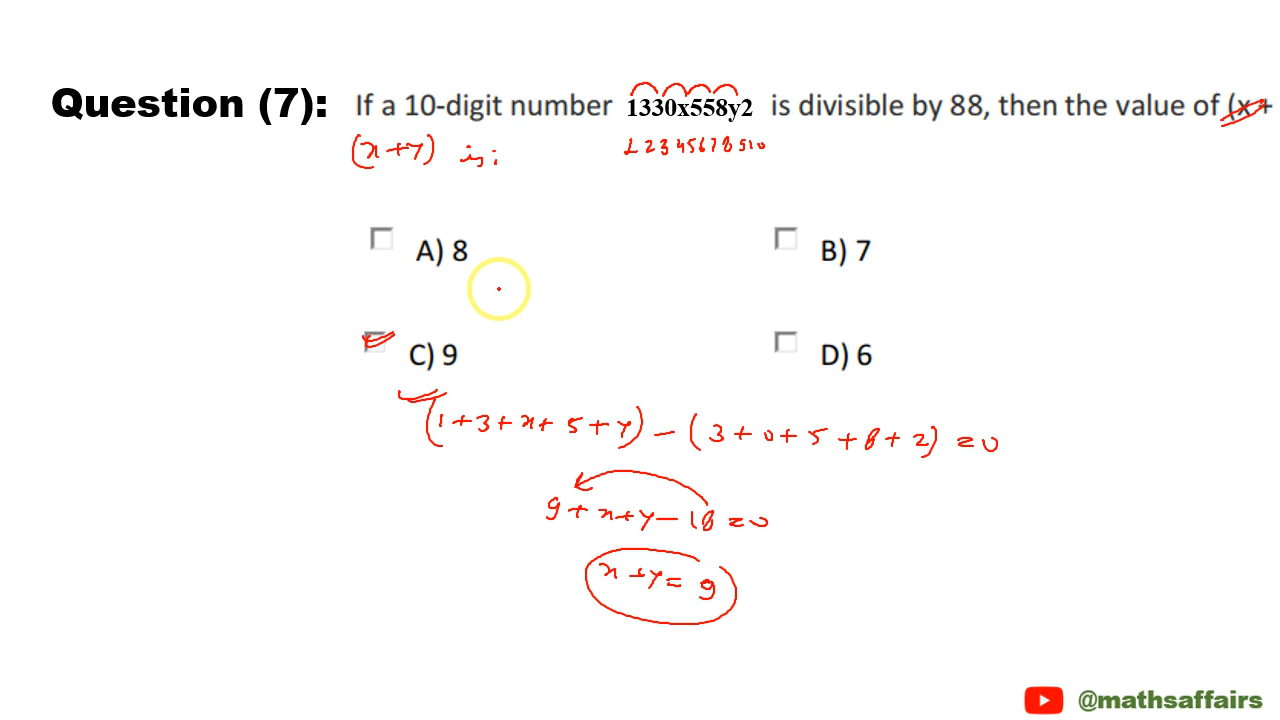 Question (7): If a 10-digit number 1330x558y2 is divisible by 88, then the value of (x +
(x+y) is:
1 2 3 4 5 6 7 8 9 10
A) 8
B) 7
C) 9
D) 6
(1+3+x+5+y) - (3+0+5+8+2) = 0
9+x+y-18=0
x+y=9
@mathsaffairs